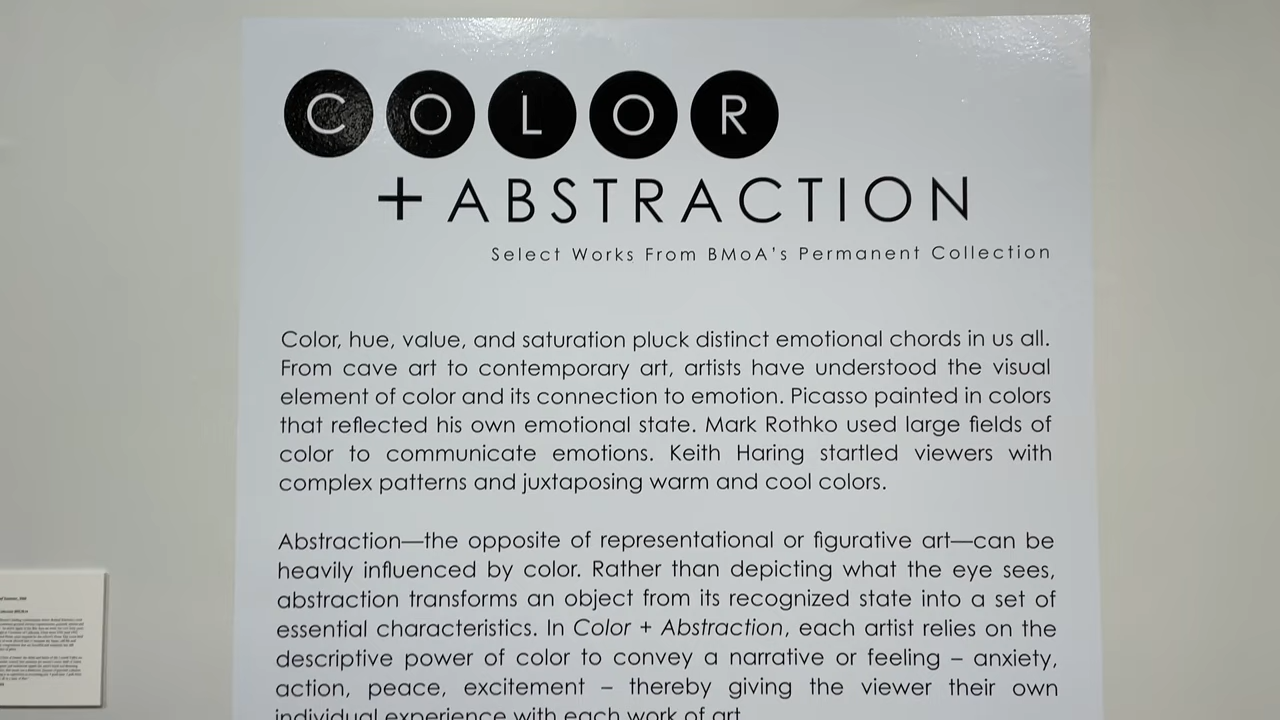 COLOR
+ ABSTRACTION
Select Works From BMoA's Permanent Collection
Color, hue, value, and saturation pluck distinct emotional chords in us all.
From cave art to contemporary art, artists have understood the visual
element of color and its connection to emotion. Picasso painted in colors
that reflected his own emotional state. Mark Rothko used large fields of
color to communicate emotions. Keith Haring startled viewers with
complex patterns and juxtaposing warm and cool colors.
Abstraction—the opposite of representational or figurative art—can be
heavily influenced by color. Rather than depicting what the eye sees,
abstraction transforms an object from its recognized state into a set of
essential characteristics. In Color + Abstraction, each artist relies on the
descriptive power of color to convey a narrative or feeling – anxiety,
action, peace, excitement – thereby giving the viewer their own
individual experience with each work of art.